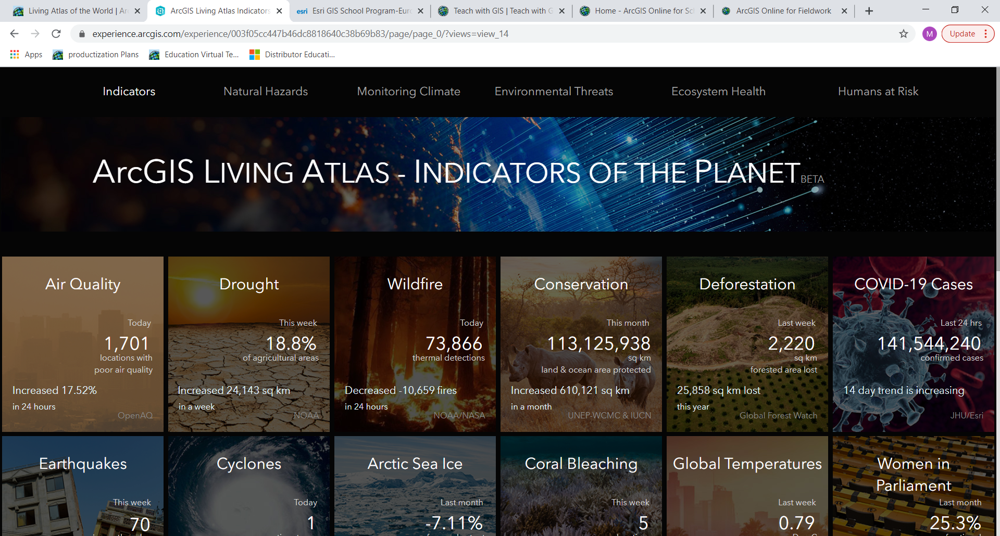 Living Atlas of the World | Ar
ArcGIS Living Atlas Indicators
esri Esri GIS School Program-Euro
Teach with GIS | Teach with G
Home - ArcGIS Online for Sch
ArcGIS Online for Fieldwork
experience.arcgis.com/experience/003f05cc447b46dc8818640c38b69b83/page/page_0/?views=view_14
M
Update
Apps
productization Plans
Education Virtual Te...
Distributor Educati...
Indicators
Natural Hazards
Monitoring Climate
Environmental Threats
Ecosystem Health
Humans at Risk
ArcGIS LIVING ATLAS - INDICATORS OF THE PLANET BETA
Air Quality
Today
1,701
locations with
poor air quality
Increased 17.52%
in 24 hours
OpenAQ
Drought
This week
18.8%
of agricultural areas
Increased 24,143 sq km
in a week
NOAA
Wildfire
Today
73,866
thermal detections
Decreased -10,659 fires
in 24 hours
NOAA/NASA
Conservation
This month
113,125,938
sq km
land & ocean area protected
Increased 610,121 sq km
in a month
UNEP-WCMC & IUCN
Deforestation
Last week
2,220
sq km
forested area lost
25,858 sq km lost
this year
Global Forest Watch
COVID-19 Cases
Last 24 hrs
141,544,240
confirmed cases
14 day trend is increasing
JHU/Esri
Earthquakes
This week
70
Cyclones
Today
1
Arctic Sea Ice
Last month
-7.11%
Coral Bleaching
This week
5
Global Temperatures
Last week
0.79
Women in
Parliament
Last month
25.3%